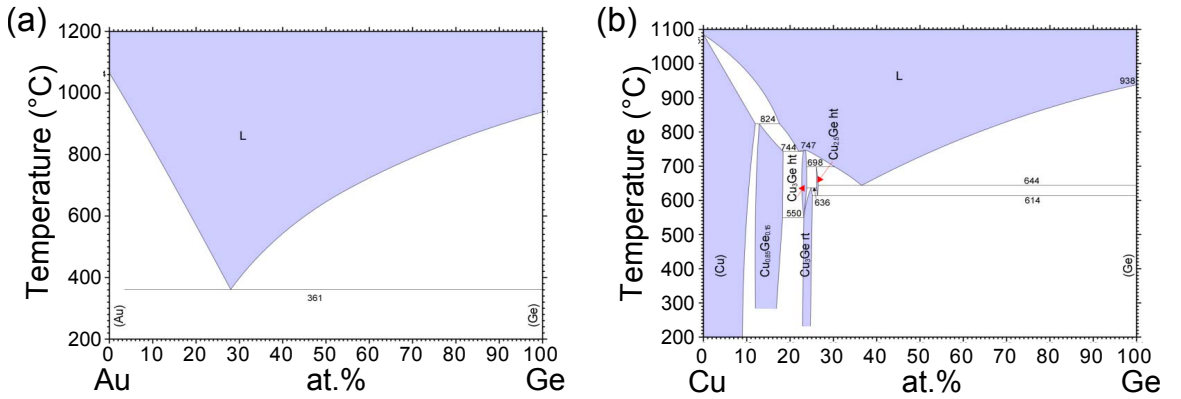 (a)
Temperature (°C)
1200
1000
800
600
400
200
L
361
(Au)
(Ge)
0 10 20 30 40 50 60 70 80 90 100
Au at.% Ge
(b)
Temperature (°C)
1100
1000
900
800
700
600
500
400
300
200
L
938
824
744 747
698
644
636
614
550
(Cu)
Cu0.85Ge0.15
Cu3Ge ht
Cu3Ge rt
Cu2.5Ge ht
(Ge)
0 10 20 30 40 50 60 70 80 90 100
Cu at.% Ge